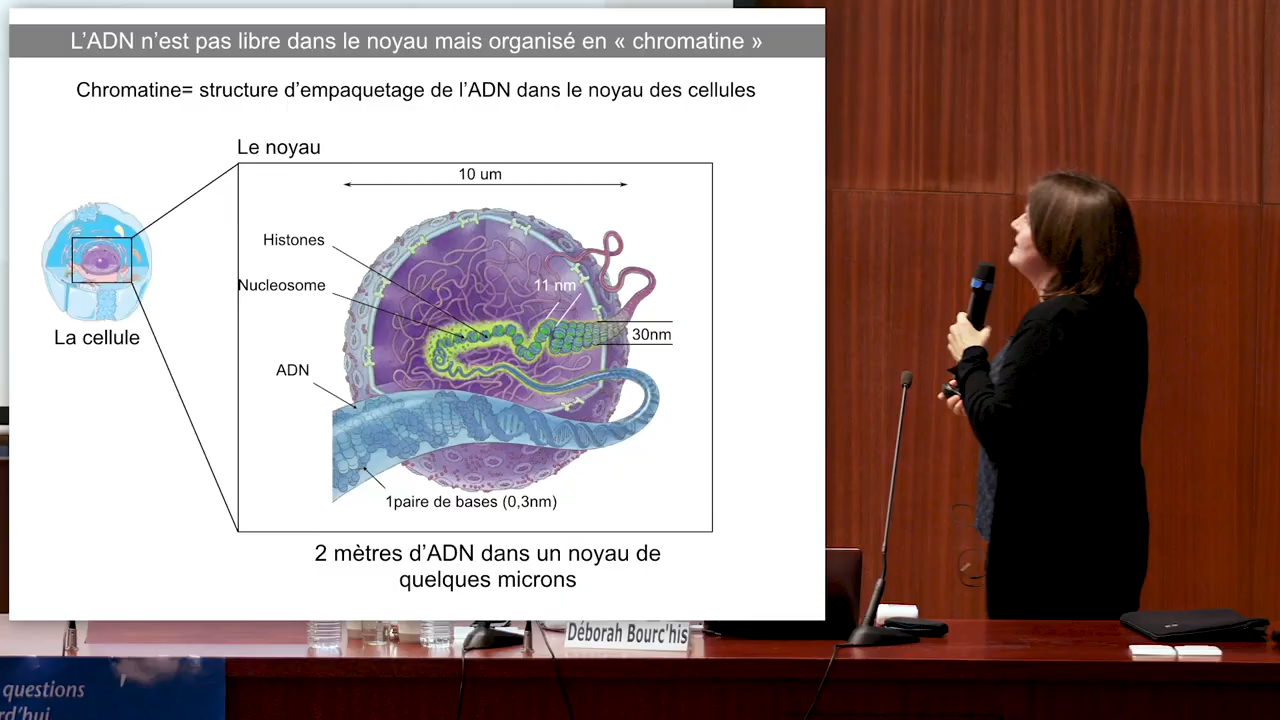 L’ADN n’est pas libre dans le noyau mais organisé en « chromatine »
Chromatine= structure d’empaquetage de l’ADN dans le noyau des cellules
Le noyau
10 um
Histones
Nucleosome
11 nm
30nm
La cellule
ADN
1paire de bases (0,3nm)
2 mètres d’ADN dans un noyau de
quelques microns
Déborah Bourc'his
questions
rd'hui